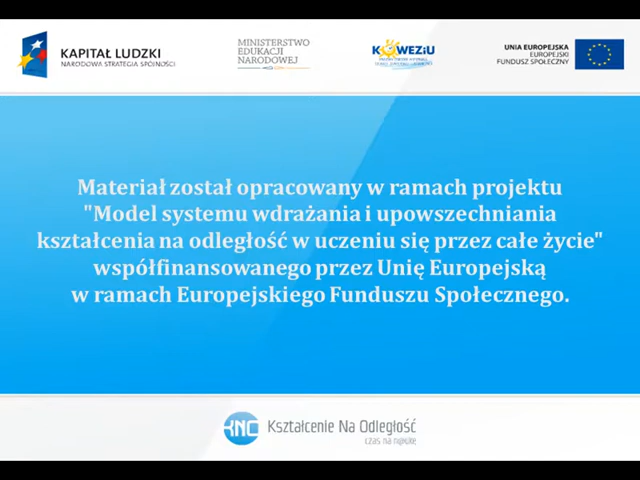 KAPITAŁ LUDZKI
NARODOWA STRATEGIA SPÓJNOŚCI
MINISTERSTWO
EDUKACJI
NARODOWEJ
KOWEZiU
UNIA EUROPEJSKA
EUROPEJSKI
FUNDUSZ SPOŁECZNY
Materiał został opracowany w ramach projektu
"Model systemu wdrażania i upowszechniania
kształcenia na odległość w uczeniu się przez całe życie"
współfinansowanego przez Unię Europejską
w ramach Europejskiego Funduszu Społecznego.
KNO Kształcenie Na Odległość
czas na naukę